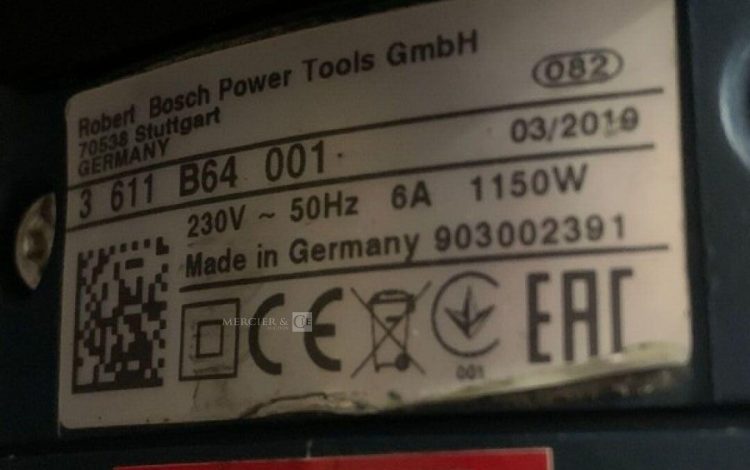 Robert Bosch Power Tools GmbH
70538 Stuttgart
GERMANY
082
03/2019
3 611 B64 001
230V ~ 50Hz 6A 1150W
Made in Germany 903002391
MERCIER & CIE
CE
001
EAC